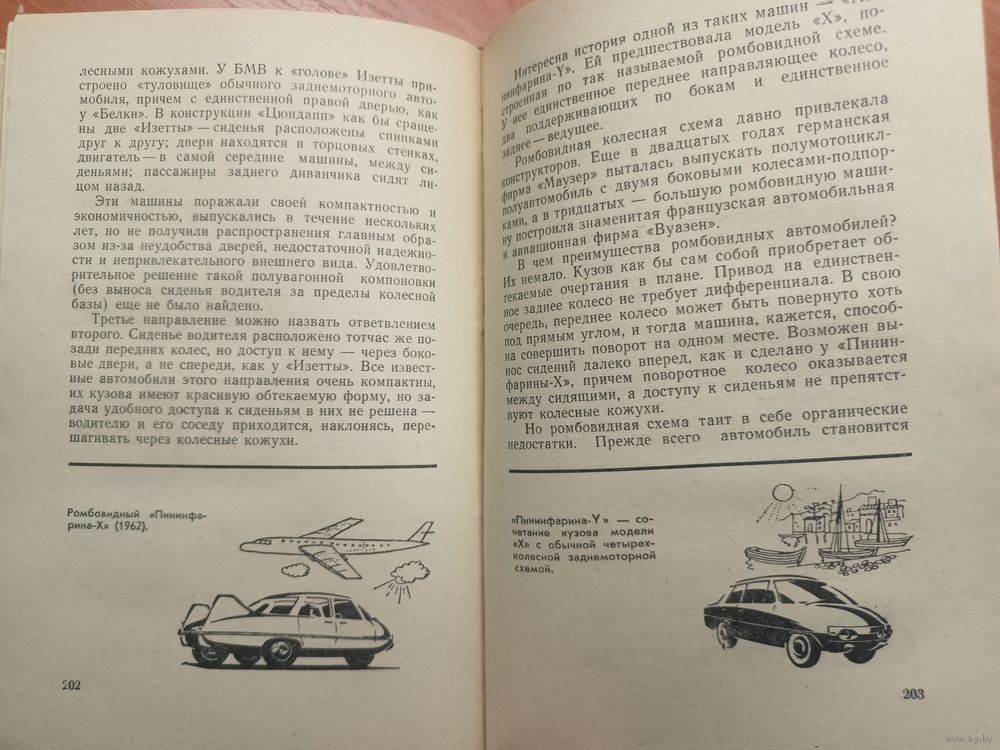 лесными кожухами. У БМВ к «голове» Изетты при-
строено «туловище» обычного заднемоторного авто-
мобиля, причем с единственной правой дверью, как
у «Белки». В конструкции «Цюндапп» как бы сраще-
ны две «Изетты» — сиденья расположены спинками
друг к другу; двери находятся в торцовых стенках,
двигатель — в самой середине машины, между си-
деньями; пассажиры заднего диванчика сидят ли-
цом назад.
Эти машины поражали своей компактностью и
экономичностью, выпускались в течение нескольких
лет, но не получили распространения главным обра-
зом из-за неудобства дверей, недостаточной надежно-
сти и непривлекательного внешнего вида. Удовлетво-
рительное решение такой полувагонной компоновки
(без выноса сиденья водителя за пределы колесной
базы) еще не было найдено.
Третье направление можно назвать ответвлением
второго. Сиденье водителя расположено тотчас же по-
зади передних колес, но доступ к нему — через боко-
вые двери, а не спереди, как у «Изетты». Все извест-
ные автомобили этого направления очень компактны,
их кузова имеют красивую обтекаемую форму, но за-
дача удобного доступа к сиденьям в них не решена —
водителю и его соседу приходится, наклонясь, пере-
шагивать через колесные кожухи.
Ромбовидный «Пининфа-
рина-X» (1962).
202
Интересна история одной из таких машин —
нинфарина-Y». Ей предшествовала модель «X», по-
строенная по так называемой ромбовидной схеме.
У нее единственное переднее направляющее колесо,
два поддерживающих по бокам и единственное
заднее — ведущее.
Ромбовидная колесная схема давно привлекала
конструкторов. Еще в двадцатых годах германская
фирма «Маузер» пыталась выпускать полумотоцикл-
полуавтомобиль с двумя боковыми колесами-подпор-
ками, а в тридцатых — большую ромбовидную маши-
ну построила знаменитая французская автомобильная
и авиационная фирма «Вуазен».
В чем преимущества ромбовидных автомобилей?
Их немало. Кузов как бы сам собой приобретает об-
текаемые очертания в плане. Привод на единствен-
ное заднее колесо не требует дифференциала. В свою
очередь, переднее колесо может быть повернуто хоть
под прямым углом, и тогда машина, кажется, способ-
на совершить поворот на одном месте. Возможен вы-
нос сидений далеко вперед, как и сделано у «Пинин-
фарины-X», причем поворотное колесо оказывается
между сидящими, а доступу к сиденьям не препятст-
вуют колесные кожухи.
Но ромбовидная схема таит в себе органические
недостатки. Прежде всего автомобиль становится
«Пининфарина-Y» — со-
четание кузова модели
«X» с обычной четырех-
колесной заднемоторной
схемой.
203
www.ay.by